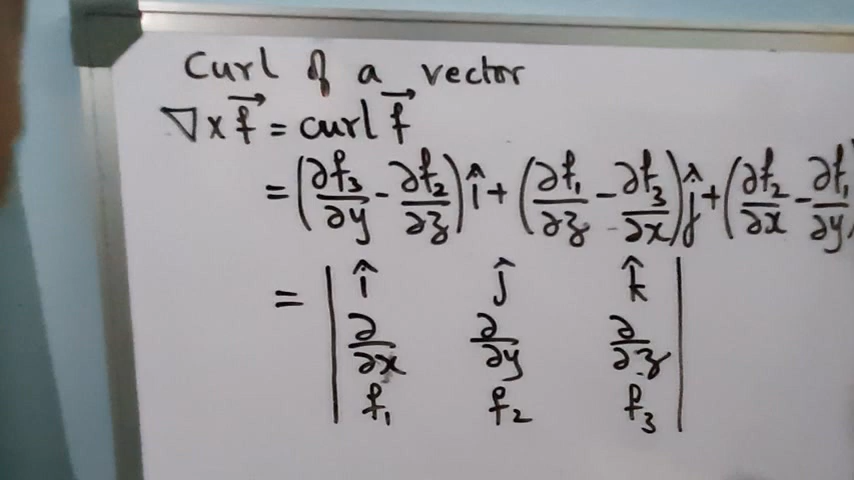 Curl of a vector
∇ x f⃗ = curl f⃗
= (∂f₃/∂y - ∂f₂/∂z) î + (∂f₁/∂z - ∂f₃/∂x) ĵ + (∂f₂/∂x - ∂f₁/∂y)
= | î ĵ k̂ |
| ∂/∂x ∂/∂y ∂/∂z |
| f₁ f₂ f₃ |